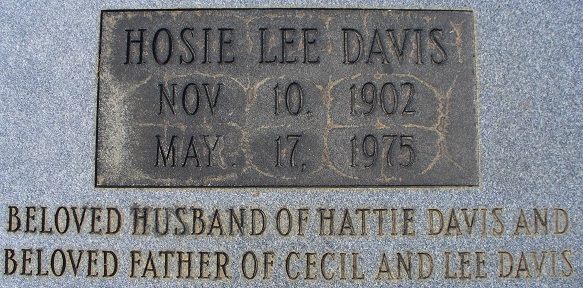 HOSIE LEE DAVIS
NOV 10, 1902
MAY 17, 1975
BELOVED HUSBAND OF HATTIE DAVIS AND
BELOVED FATHER OF CECIL AND LEE DAVIS